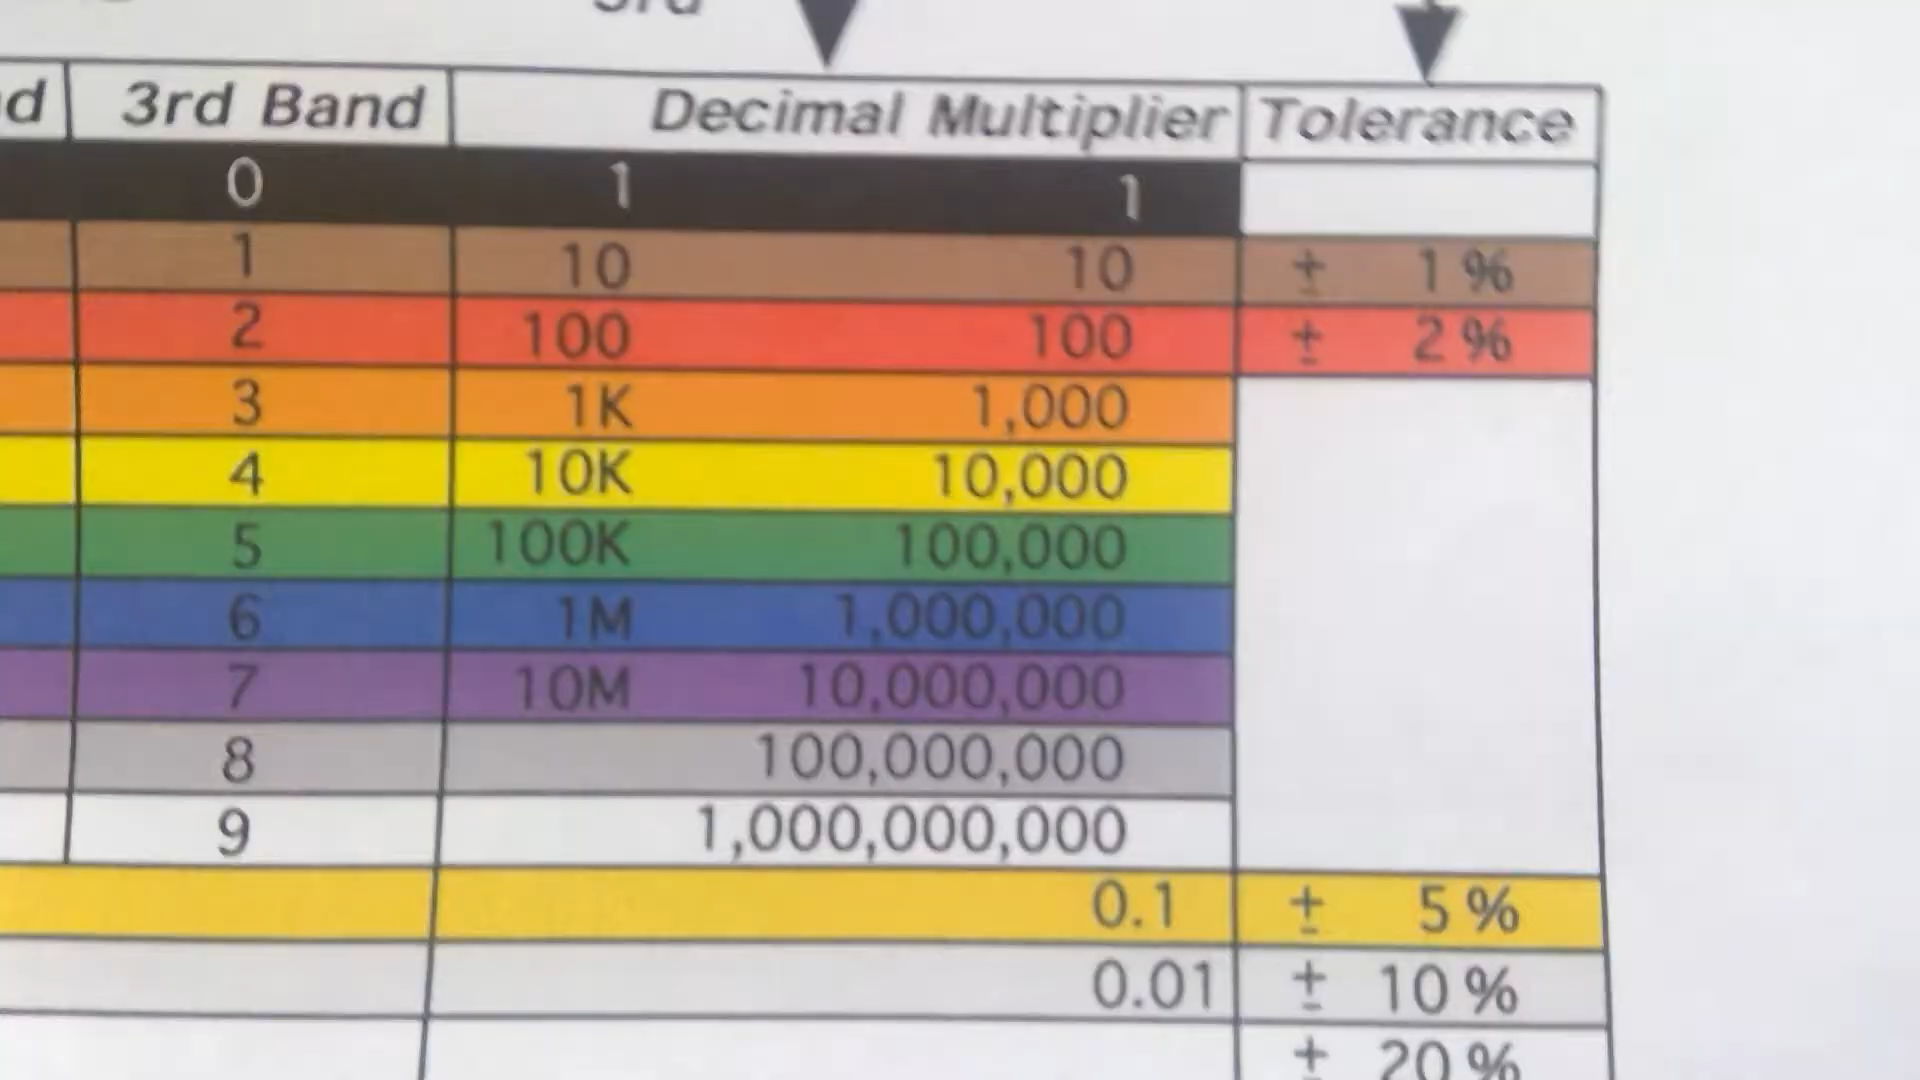 3rd
d 3rd Band Decimal Multiplier Tolerance
0 1 1
1 10 10 ± 1 %
2 100 100 ± 2 %
3 1K 1,000
4 10K 10,000
5 100K 100,000
6 1M 1,000,000
7 10M 10,000,000
8 100,000,000
9 1,000,000,000
0.1 ± 5 %
0.01 ± 10 %
± 20 %